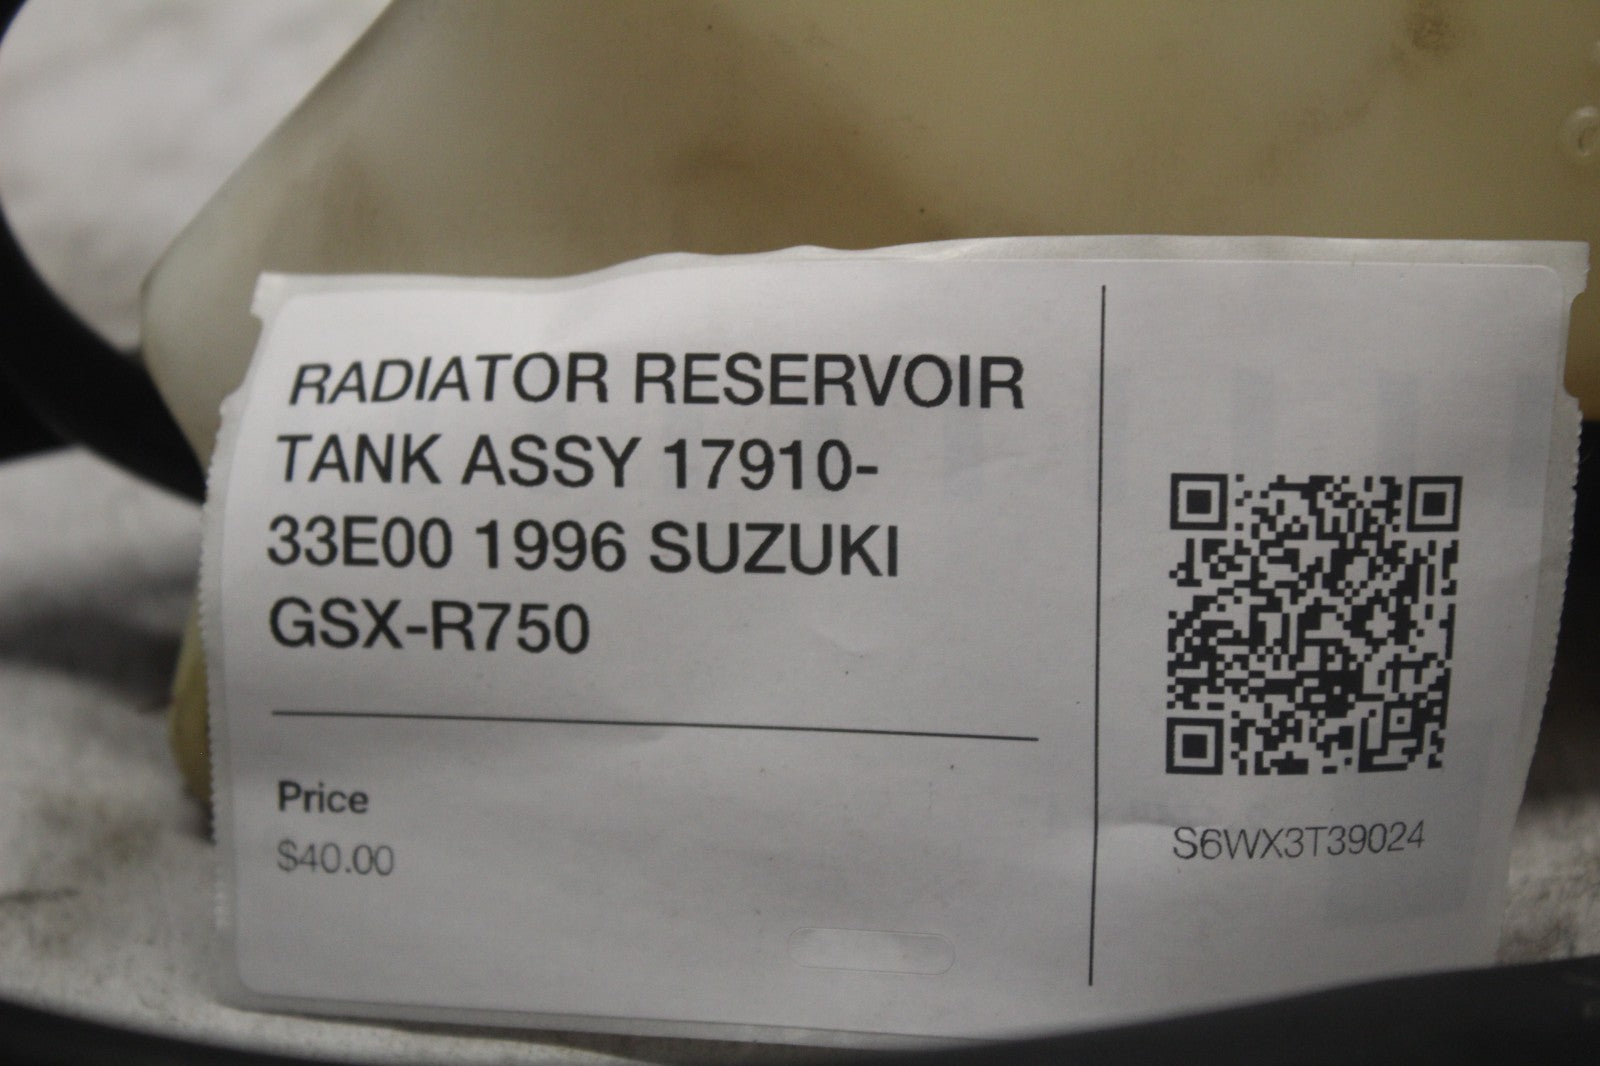 RADIATOR RESERVOIR
TANK ASSY 17910-
33E00 1996 SUZUKI
GSX-R750
Price
$40.00
S6WX3T39024